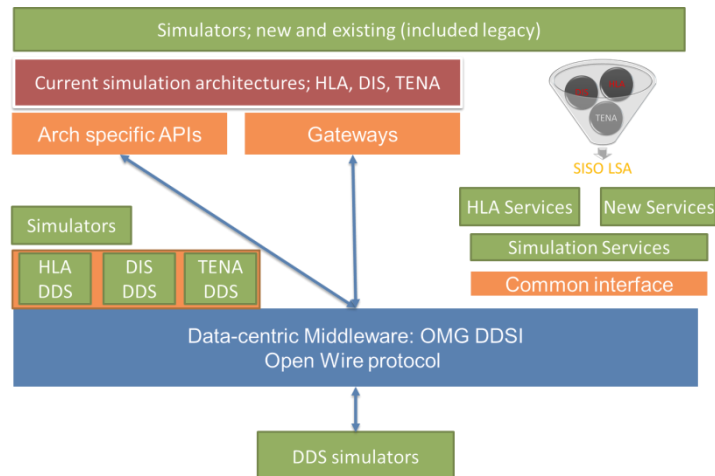 Simulators; new and existing (included legacy)
Current simulation architectures; HLA, DIS, TENA
Arch specific APIs
Gateways
TENA
SISO LSA
HLA Services
New Services
Simulation Services
Common interface
Simulators
HLA
DDS
DIS
DDS
TENA
DDS
Data-centric Middleware: OMG DDSI
Open Wire protocol
DDS simulators